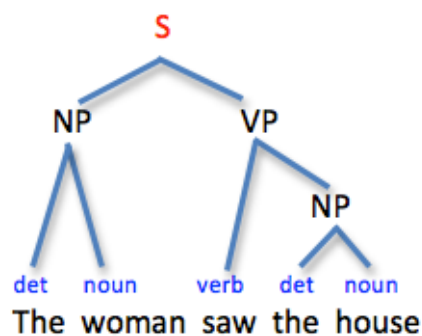 S
NP VP
NP
det noun verb det noun
The woman saw the house